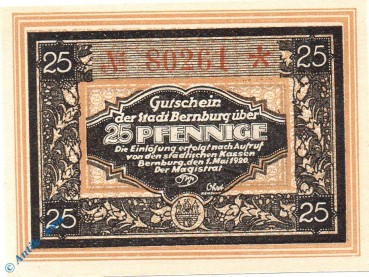 25 25
№ 80261 *
Gutschein
der Stadt Bernburg über
25 PFENNIGE
Die Einlösung erfolgt nach Aufruf
von den städtischen Kassen
Bernburg, den 1. Mai 1920.
Der Magistrat
25 25